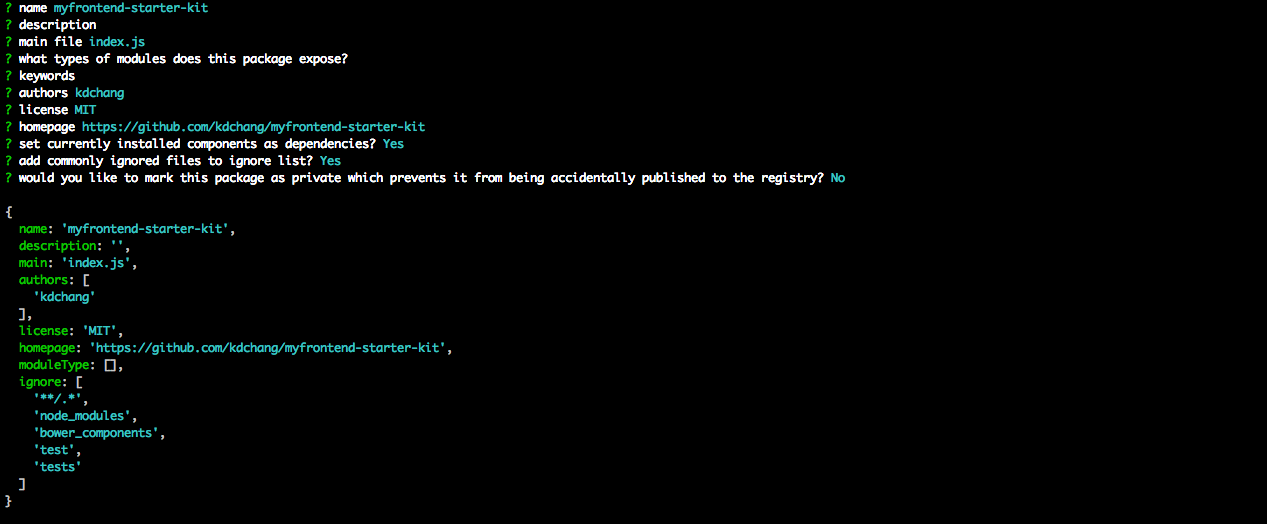 ? name myfrontend-starter-kit
? description
? main file index.js
? what types of modules does this package expose?
? keywords
? authors kdchang
? license MIT
? homepage https://github.com/kdchang/myfrontend-starter-kit
? set currently installed components as dependencies? Yes
? add commonly ignored files to ignore list? Yes
? would you like to mark this package as private which prevents it from being accidentally published to the registry? No
{
  name: 'myfrontend-starter-kit',
  description: '',
  main: 'index.js',
  authors: [
    'kdchang'
  ],
  license: 'MIT',
  homepage: 'https://github.com/kdchang/myfrontend-starter-kit',
  moduleType: [],
  ignore: [
    '**/.*',
    'node_modules',
    'bower_components',
    'test',
    'tests'
  ]
}